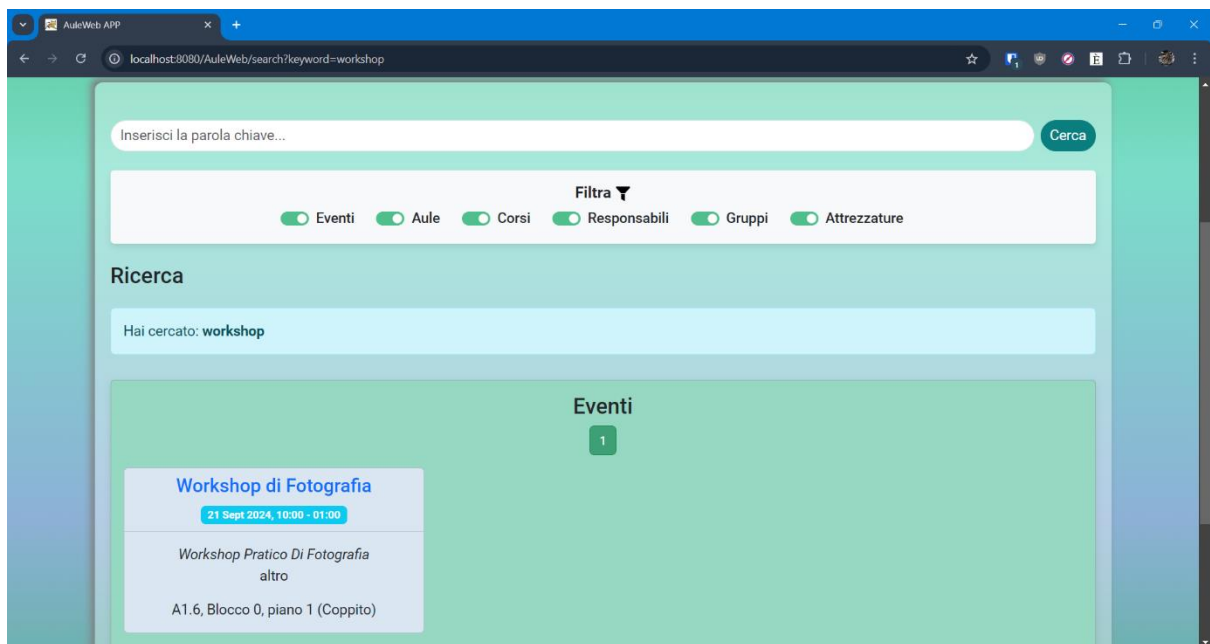 AuleWeb APP
localhost:8080/AuleWeb/search?keyword=workshop
Inserisci la parola chiave...
Cerca
Filtra
Eventi Aule Corsi Responsabili Gruppi Attrezzature
Ricerca
Hai cercato: workshop
Eventi
1
Workshop di Fotografia
21 Sept 2024, 10:00 - 01:00
Workshop Pratico Di Fotografia
altro
A1.6, Blocco 0, piano 1 (Coppito)